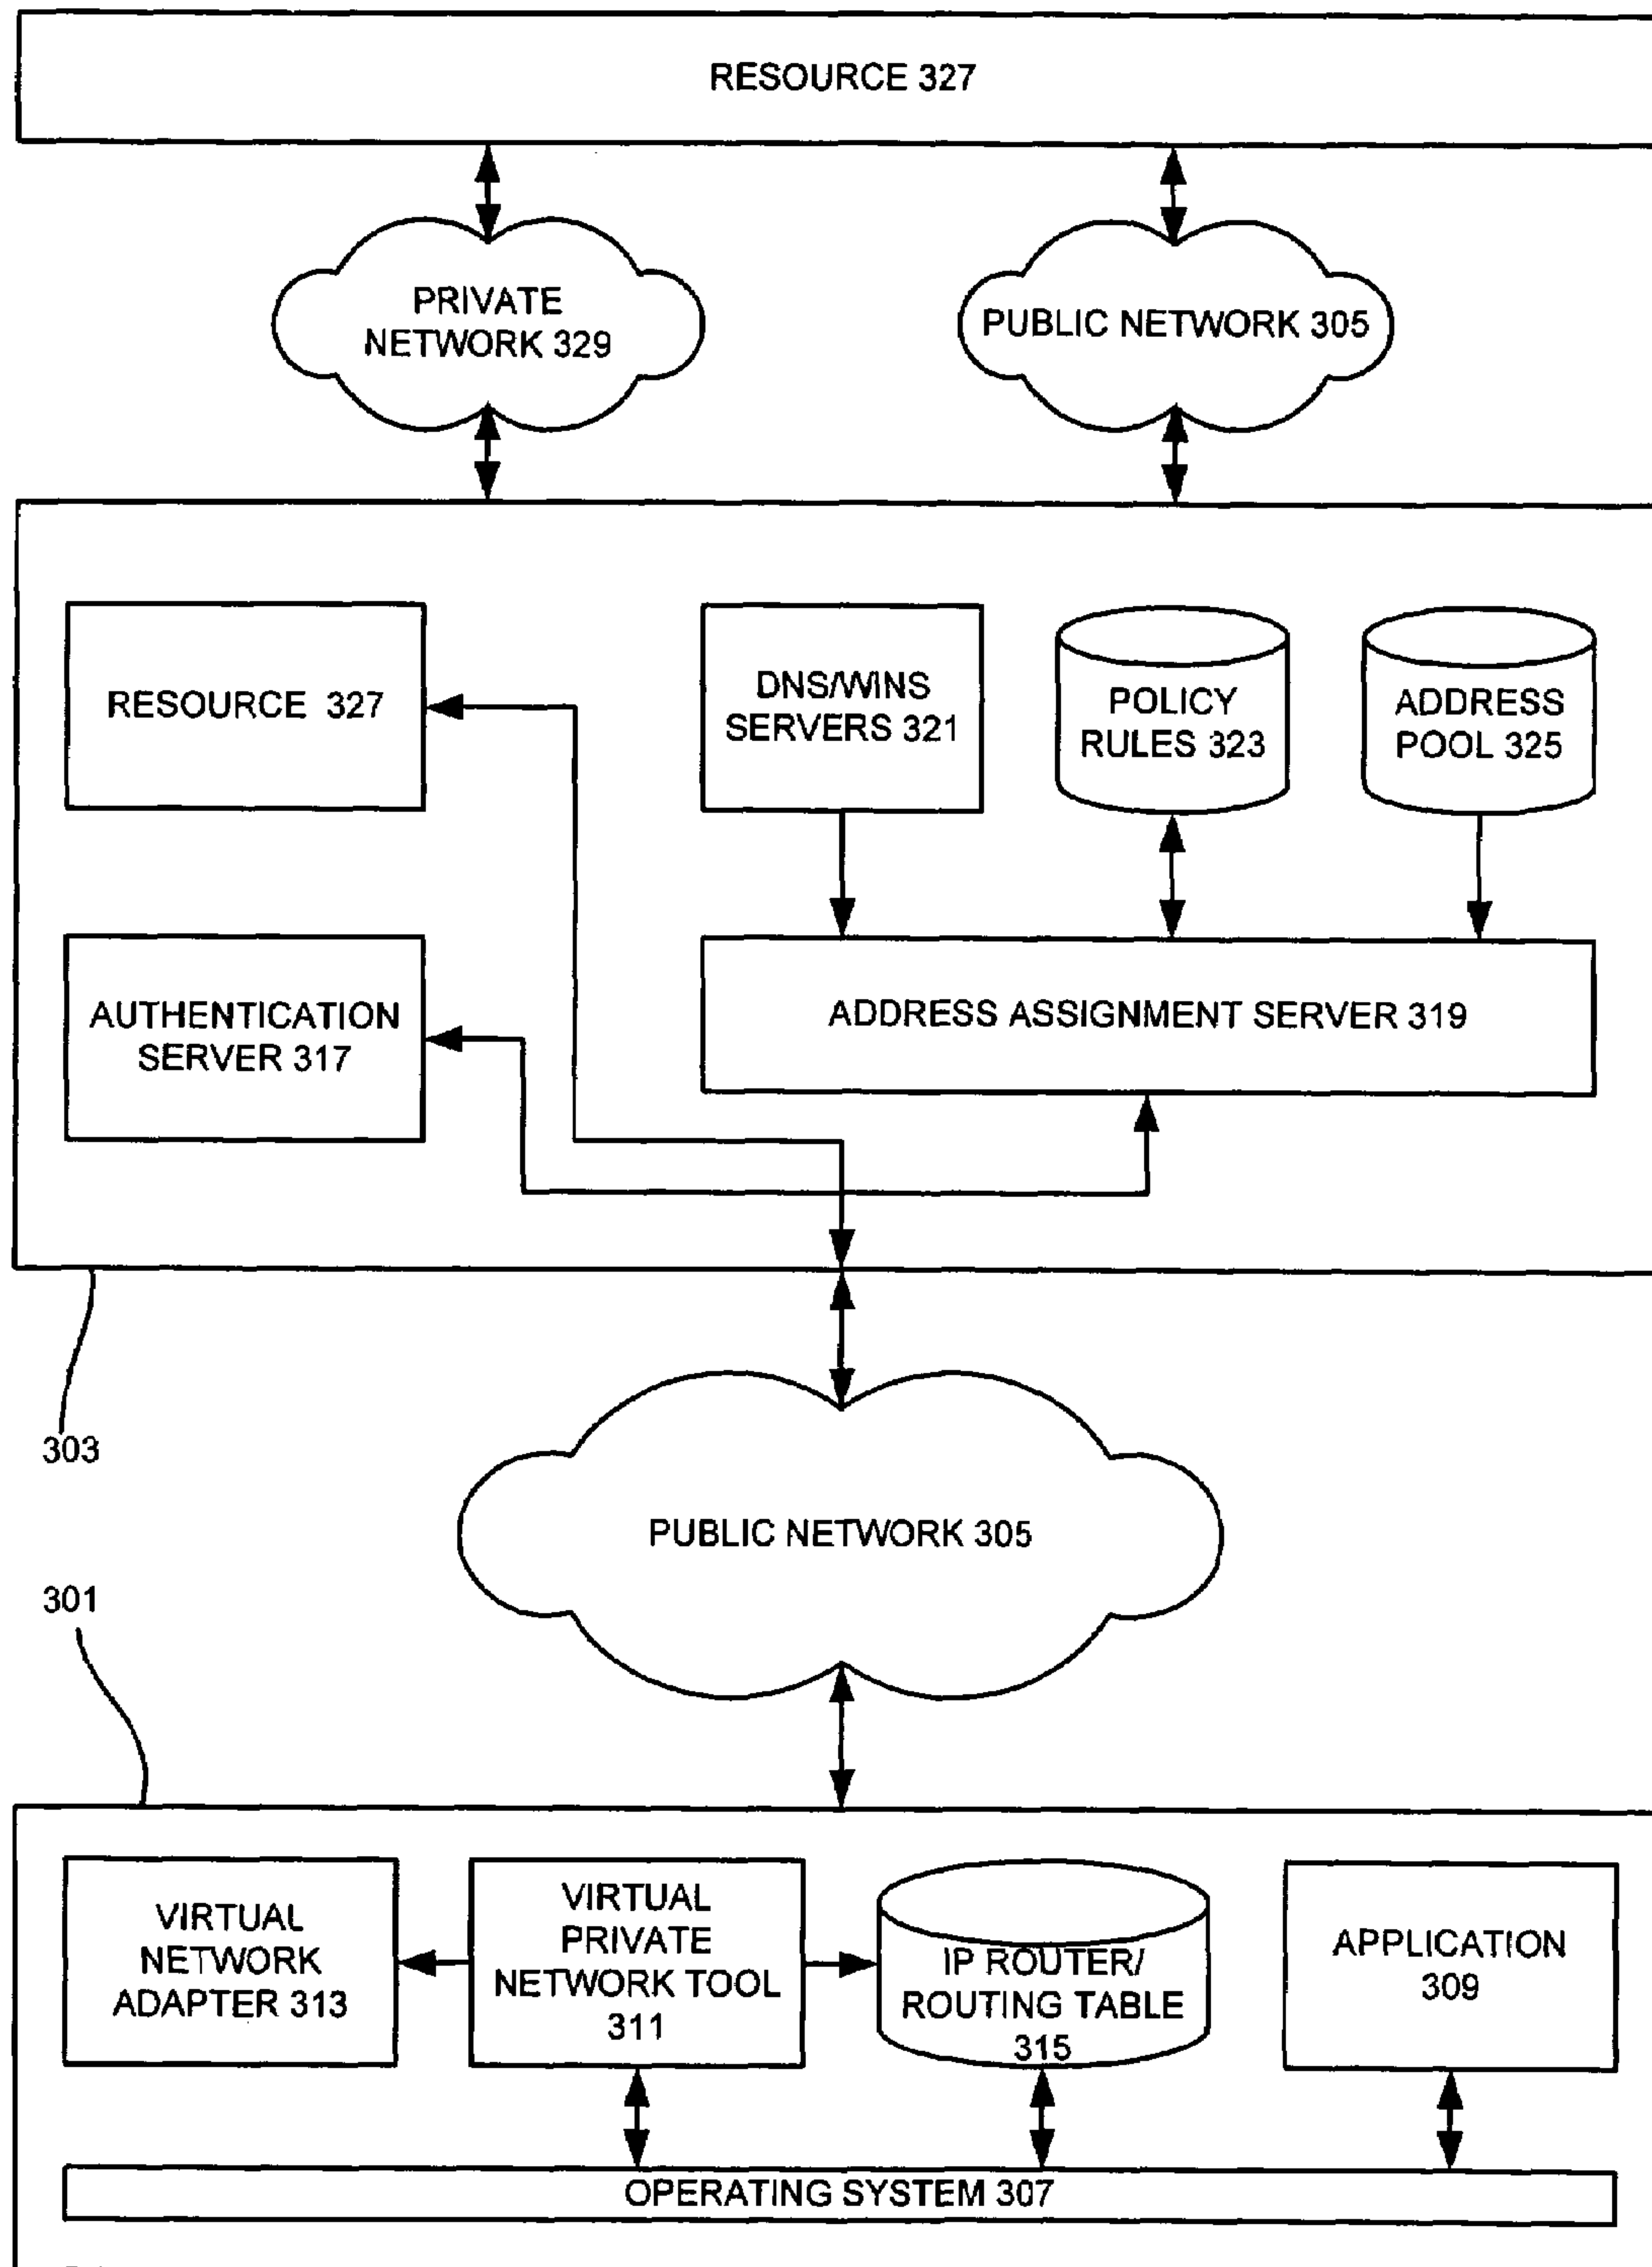 RESOURCE 327
PRIVATE
NETWORK 329
PUBLIC NETWORK 305
RESOURCE 327
DNS/WINS
SERVERS 321
POLICY
RULES 323
ADDRESS
POOL 325
AUTHENTICATION
SERVER 317
ADDRESS ASSIGNMENT SERVER 319
303
PUBLIC NETWORK 305
301
VIRTUAL
NETWORK
ADAPTER 313
VIRTUAL
PRIVATE
NETWORK TOOL
311
IP ROUTER/
ROUTING TABLE
315
APPLICATION
309
OPERATING SYSTEM 307